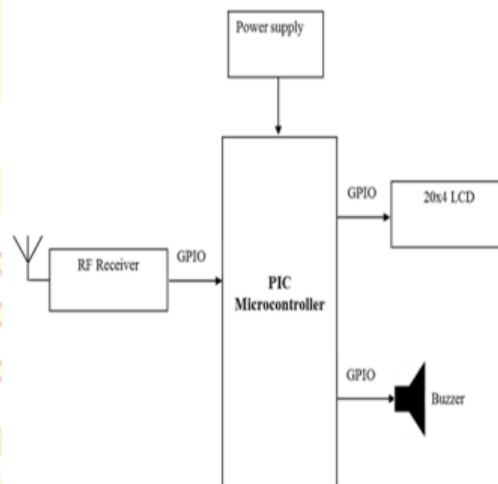 Power supply
GPIO
20x4 LCD
RF Receiver
GPIO
PIC
Microcontroller
GPIO
Buzzer